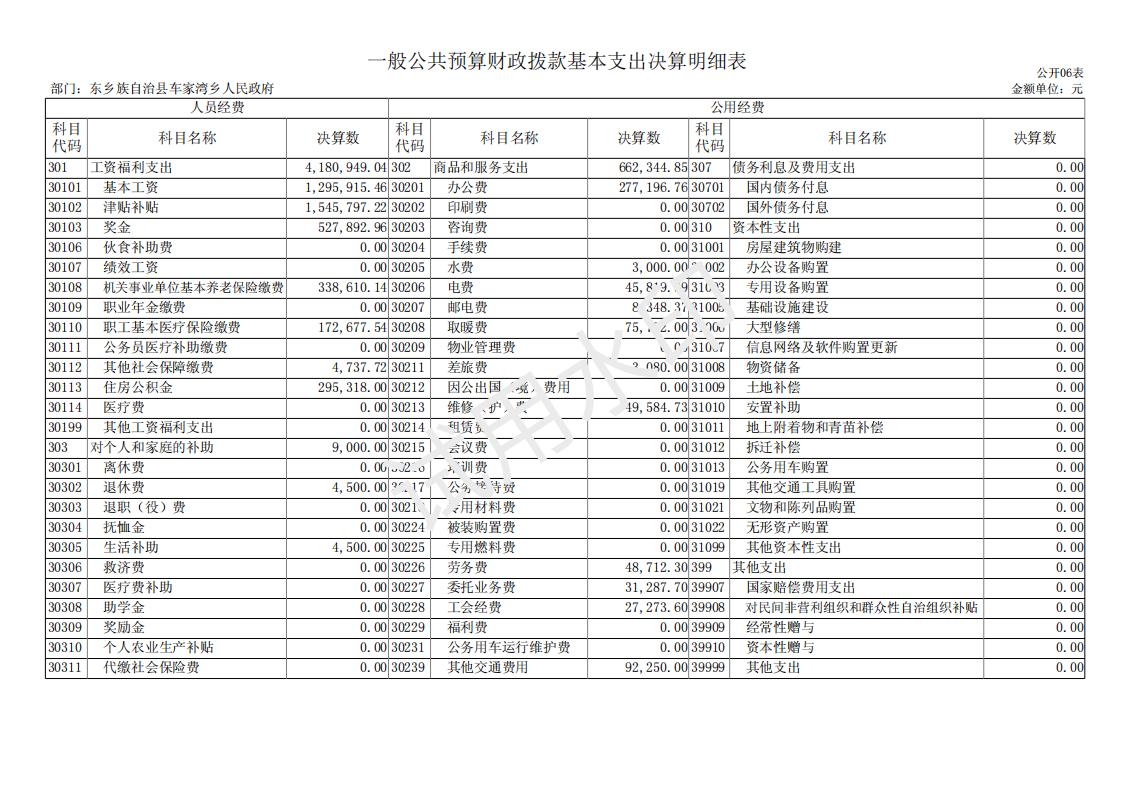 一般公共预算财政拨款基本支出决算明细表
公开06表
部门：东乡族自治县车家湾乡人民政府 金额单位：元
人员经费 公用经费
科目代码 科目名称 决算数 科目代码 科目名称 决算数 科目代码 科目名称 决算数
301 工资福利支出 4,180,949.04 302 商品和服务支出 662,344.85 307 债务利息及费用支出 0.00
30101 基本工资 1,295,915.46 30201 办公费 277,196.76 30701 国内债务付息 0.00
30102 津贴补贴 1,545,797.22 30202 印刷费 0.00 30702 国外债务付息 0.00
30103 奖金 527,892.96 30203 咨询费 0.00 310 资本性支出 0.00
30106 伙食补助费 0.00 30204 手续费 0.00 31001 房屋建筑物购建 0.00
30107 绩效工资 0.00 30205 水费 3,000.00 31002 办公设备购置 0.00
30108 机关事业单位基本养老保险缴费 338,610.14 30206 电费 31003 专用设备购置 0.00
30109 职业年金缴费 0.00 30207 邮电费 31005 基础设施建设 0.00
30110 职工基本医疗保险缴费 172,677.54 30208 取暖费 31006 大型修缮 0.00
30111 公务员医疗补助缴费 0.00 30209 物业管理费 0.00 31007 信息网络及软件购置更新 0.00
30112 其他社会保障缴费 4,737.72 30211 差旅费 31008 物资储备 0.00
30113 住房公积金 295,318.00 30212 因公出国（境）费用 0.00 31009 土地补偿 0.00
30114 医疗费 0.00 30213 维修（护）费 49,584.73 31010 安置补助 0.00
30199 其他工资福利支出 0.00 30214 租赁费 0.00 31011 地上附着物和青苗补偿 0.00
303 对个人和家庭的补助 9,000.00 30215 会议费 0.00 31012 拆迁补偿 0.00
30301 离休费 0.00 30216 培训费 0.00 31013 公务用车购置 0.00
30302 退休费 4,500.00 30217 公务接待费 0.00 31019 其他交通工具购置 0.00
30303 退职（役）费 0.00 30218 专用材料费 0.00 31021 文物和陈列品购置 0.00
30304 抚恤金 0.00 30224 被装购置费 0.00 31022 无形资产购置 0.00
30305 生活补助 4,500.00 30225 专用燃料费 0.00 31099 其他资本性支出 0.00
30306 救济费 0.00 30226 劳务费 48,712.30 399 其他支出 0.00
30307 医疗费补助 0.00 30227 委托业务费 31,287.70 39907 国家赔偿费用支出 0.00
30308 助学金 0.00 30228 工会经费 27,273.60 39908 对民间非营利组织和群众性自治组织补贴 0.00
30309 奖励金 0.00 30229 福利费 0.00 39909 经常性赠与 0.00
30310 个人农业生产补贴 0.00 30231 公务用车运行维护费 0.00 39910 资本性赠与 0.00
30311 代缴社会保险费 0.00 30239 其他交通费用 92,250.00 39999 其他支出 0.00
试用水印